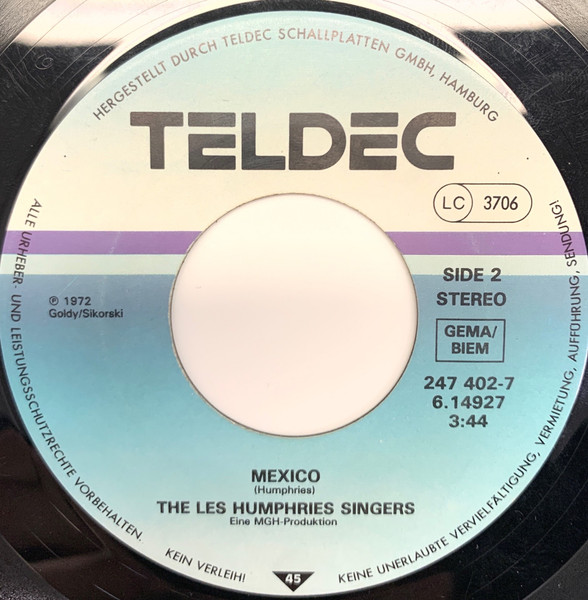 HERGESTELLT DURCH TELDEC SCHALLPLATTEN GMBH, HAMBURG
TELDEC
LC 3706
℗ 1972
Goldy/Sikorski
SIDE 2
STEREO
GEMA/
BIEM
247 402-7
6.14927
3:44
MEXICO
(Humphries)
THE LES HUMPHRIES SINGERS
Eine MGH-Produktion
45
ALLE URHEBER- UND LEISTUNGSSCHUTZRECHTE VORBEHALTEN. KEIN VERLEIH! KEINE UNERLAUBTE VERVIELFÄLTIGUNG, VERMIETUNG, AUFFÜHRUNG, SENDUNG!